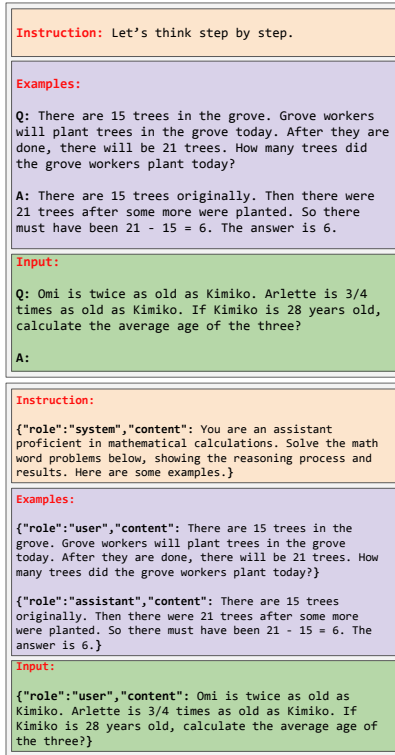 Instruction: Let's think step by step.
Examples:
Q: There are 15 trees in the grove. Grove workers
will plant trees in the grove today. After they are
done, there will be 21 trees. How many trees did
the grove workers plant today?
A: There are 15 trees originally. Then there were
21 trees after some more were planted. So there
must have been 21 - 15 = 6. The answer is 6.
Input:
Q: Omi is twice as old as Kimiko. Arlette is 3/4
times as old as Kimiko. If Kimiko is 28 years old,
calculate the average age of the three?
A:
Instruction:
{"role":"system","content": You are an assistant
proficient in mathematical calculations. Solve the math
word problems below, showing the reasoning process and
results. Here are some examples.}
Examples:
{"role":"user","content": There are 15 trees in the
grove. Grove workers will plant trees in the grove
today. After they are done, there will be 21 trees. How
many trees did the grove workers plant today?}
{"role":"assistant","content": There are 15 trees
originally. Then there were 21 trees after some more
were planted. So there must have been 21 - 15 = 6. The
answer is 6.}
Input:
{"role":"user","content": Omi is twice as old as
Kimiko. Arlette is 3/4 times as old as Kimiko. If
Kimiko is 28 years old, calculate the average age of
the three?}